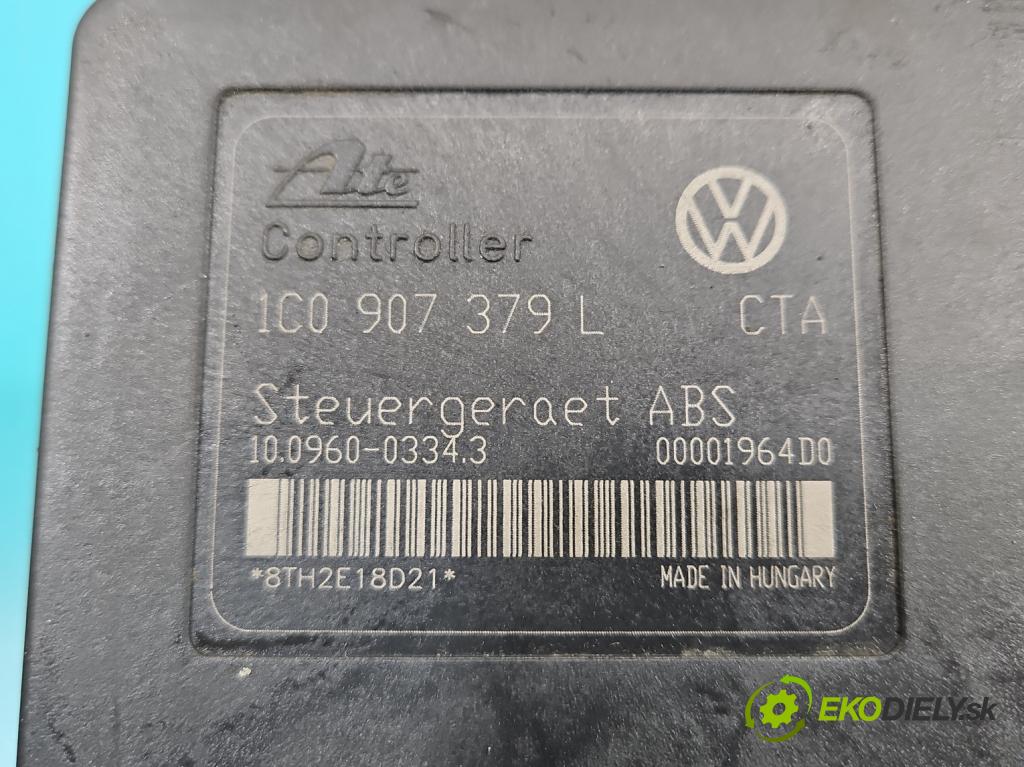 Ate
Controller
1C0 907 379 L CTA
Steuergeraet ABS
10.0960-0334.3 00001964D0
*8TH2E18D21* MADE IN HUNGARY
EKODIELY.sk